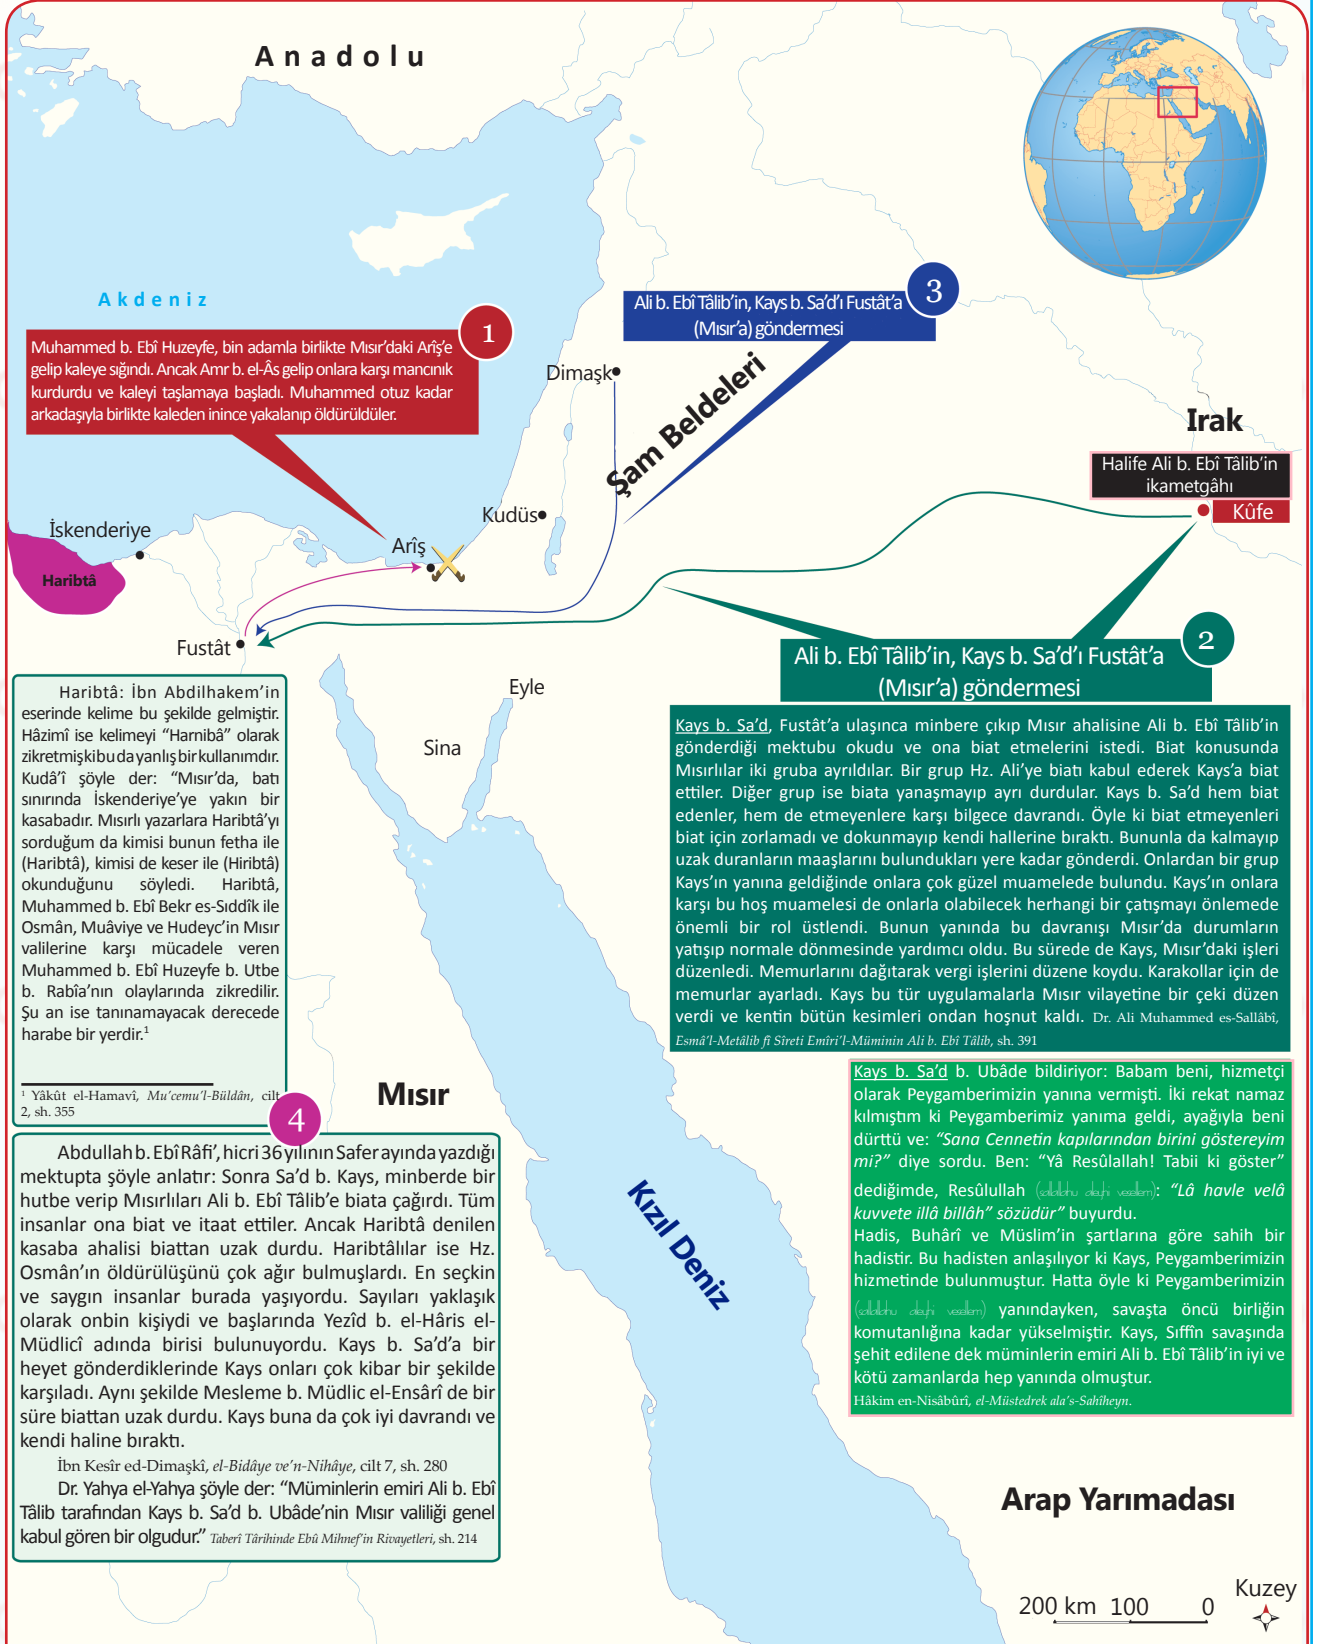 Anadolu
Akdeniz
1
Muhammed b. Ebî Huzeyfe, bin adamla birlikte Mısır’daki Arîş’e
gelip kaleye sığındı. Ancak Amr b. el-Âs gelip onlara karşı mancınık
kurdurdu ve kaleyi taşlamaya başladı. Muhammed otuz kadar
arkadaşıyla birlikte kaleden inince yakalanıp öldürüldüler.
3
Ali b. Ebî Tâlib’in, Kays b. Sa’d’ı Fustât’a
(Mısır’a) göndermesi
Dimaşk
Şam Beldeleri
Irak
Halife Ali b. Ebî Tâlib’in
ikametgâhı
Kûfe
Kudüs
İskenderiye
Arîş
Haribtâ
Fustât
2
Ali b. Ebî Tâlib’in, Kays b. Sa’d’ı Fustât’a
(Mısır’a) göndermesi
Eyle
Sina
Haribtâ: İbn Abdilhakem’in
eserinde kelime bu şekilde gelmiştir.
Hâzimî ise kelimeyi “Harnibâ” olarak
zikretmişki bu da yanlış bir kullanımdır.
Kudâ’î şöyle der: “Mısır’da, batı
sınırında İskenderiye’ye yakın bir
kasabadır. Mısırlı yazarlara Haribtâ’yı
sorduğum da kimisi bunun fetha ile
(Haribtâ), kimisi de keser ile (Hiribtâ)
okunduğunu söyledi. Haribtâ,
Muhammed b. Ebî Bekr es-Sıddîk ile
Osmân, Muâviye ve Hudeyc’in Mısır
valilerine karşı mücadele veren
Muhammed b. Ebî Huzeyfe b. Utbe
b. Rabîa’nın olaylarında zikredilir.
Şu an ise tanınamayacak derecede
harabe bir yerdir.¹
¹ Yâkût el-Hamavî, Mu’cemu’l-Büldân, cilt
2, sh. 355
Kays b. Sa’d, Fustât’a ulaşınca minbere çıkıp Mısır ahalisine Ali b. Ebî Tâlib’in
gönderdiği mektubu okudu ve ona biat etmelerini istedi. Biat konusunda
Mısırlılar iki gruba ayrıldılar. Bir grup Hz. Ali’ye biatı kabul ederek Kays’a biat
ettiler. Diğer grup ise biata yanaşmayıp ayrı durdular. Kays b. Sa’d hem biat
edenler, hem de etmeyenlere karşı bilgece davrandı. Öyle ki biat etmeyenleri
biat için zorlamadı ve dokunmayıp kendi hallerine bıraktı. Bununla da kalmayıp
uzak duranların maaşlarını bulundukları yere kadar gönderdi. Onlardan bir grup
Kays’ın yanına geldiğinde onlara çok güzel muamelede bulundu. Kays’ın onlara
karşı bu hoş muamelesi de onlarla olabilecek herhangi bir çatışmayı önlemede
önemli bir rol üstlendi. Bunun yanında bu davranışı Mısır’da durumların
yatışıp normale dönmesinde yardımcı oldu. Bu sürede de Kays, Mısır’daki işleri
düzenledi. Memurlarını dağıtarak vergi işlerini düzene koydu. Karakollar için de
memurlar ayarladı. Kays bu tür uygulamalarla Mısır vilayetine bir çeki düzen
verdi ve kentin bütün kesimleri ondan hoşnut kaldı. Dr. Ali Muhammed es-Sallâbî,
Esmâ’l-Metâlib fî Sîreti Emîri’l-Müminin Ali b. Ebî Tâlib, sh. 391
Mısır
4
Abdullah b. Ebî Râfi’, hicri 36 yılının Safer ayında yazdığı
mektupta şöyle anlatır: Sonra Sa’d b. Kays, minberde bir
hutbe verip Mısırlıları Ali b. Ebî Tâlib’e biata çağırdı. Tüm
insanlar ona biat ve itaat ettiler. Ancak Haribtâ denilen
kasaba ahalisi biattan uzak durdu. Haribtâlılar ise Hz.
Osmân’ın öldürülüşünü çok ağır bulmuşlardı. En seçkin
ve saygın insanlar burada yaşıyordu. Sayıları yaklaşık
olarak onbin kişiydi ve başlarında Yezîd b. el-Hâris el-
Müdlicî adında birisi bulunuyordu. Kays b. Sa’d’a bir
heyet gönderdiklerinde Kays onları çok kibar bir şekilde
karşıladı. Aynı şekilde Mesleme b. Müdlic el-Ensârî de bir
süre biattan uzak durdu. Kays buna da çok iyi davrandı ve
kendi haline bıraktı.
İbn Kesîr ed-Dimaşkî, el-Bidâye ve’n-Nihâye, cilt 7, sh. 280
Dr. Yahya el-Yahya şöyle der: “Müminlerin emiri Ali b. Ebî
Tâlib tarafından Kays b. Sa’d b. Ubâde’nin Mısır valiliği genel
kabul gören bir olgudur.” Taberî Târihinde Ebû Mihnef’in Rivayetleri, sh. 214
Kays b. Sa’d b. Ubâde bildiriyor: Babam beni, hizmetçi
olarak Peygamberimizin yanına vermişti. İki rekat namaz
kılmıştım ki Peygamberimiz yanıma geldi, ayağıyla beni
dürttü ve: “Sana Cennetin kapılarından birini göstereyim
mi?” diye sordu. Ben: “Yâ Resûlallah! Tabii ki göster”
dediğimde, Resûlullah (sallallahu aleyhi vesellem): “Lâ havle velâ
kuvvete illâ billâh” sözüdür” buyurdu.
Hadis, Buhârî ve Müslim’in şartlarına göre sahih bir
hadistir. Bu hadisten anlaşılıyor ki Kays, Peygamberimizin
hizmetinde bulunmuştur. Hatta öyle ki Peygamberimizin
(sallallahu aleyhi vesellem) yanındayken, savaşta öncü birliğin
komutanlığına kadar yükselmiştir. Kays, Sıffîn savaşında
şehit edilene dek müminlerin emiri Ali b. Ebî Tâlib’in iyi ve
kötü zamanlarda hep yanında olmuştur.
Hâkim en-Nisâbûrî, el-Müstedrek ala’s-Sahîheyn.
Kızıl Deniz
Arap Yarımadası
200 km 100 0
Kuzey